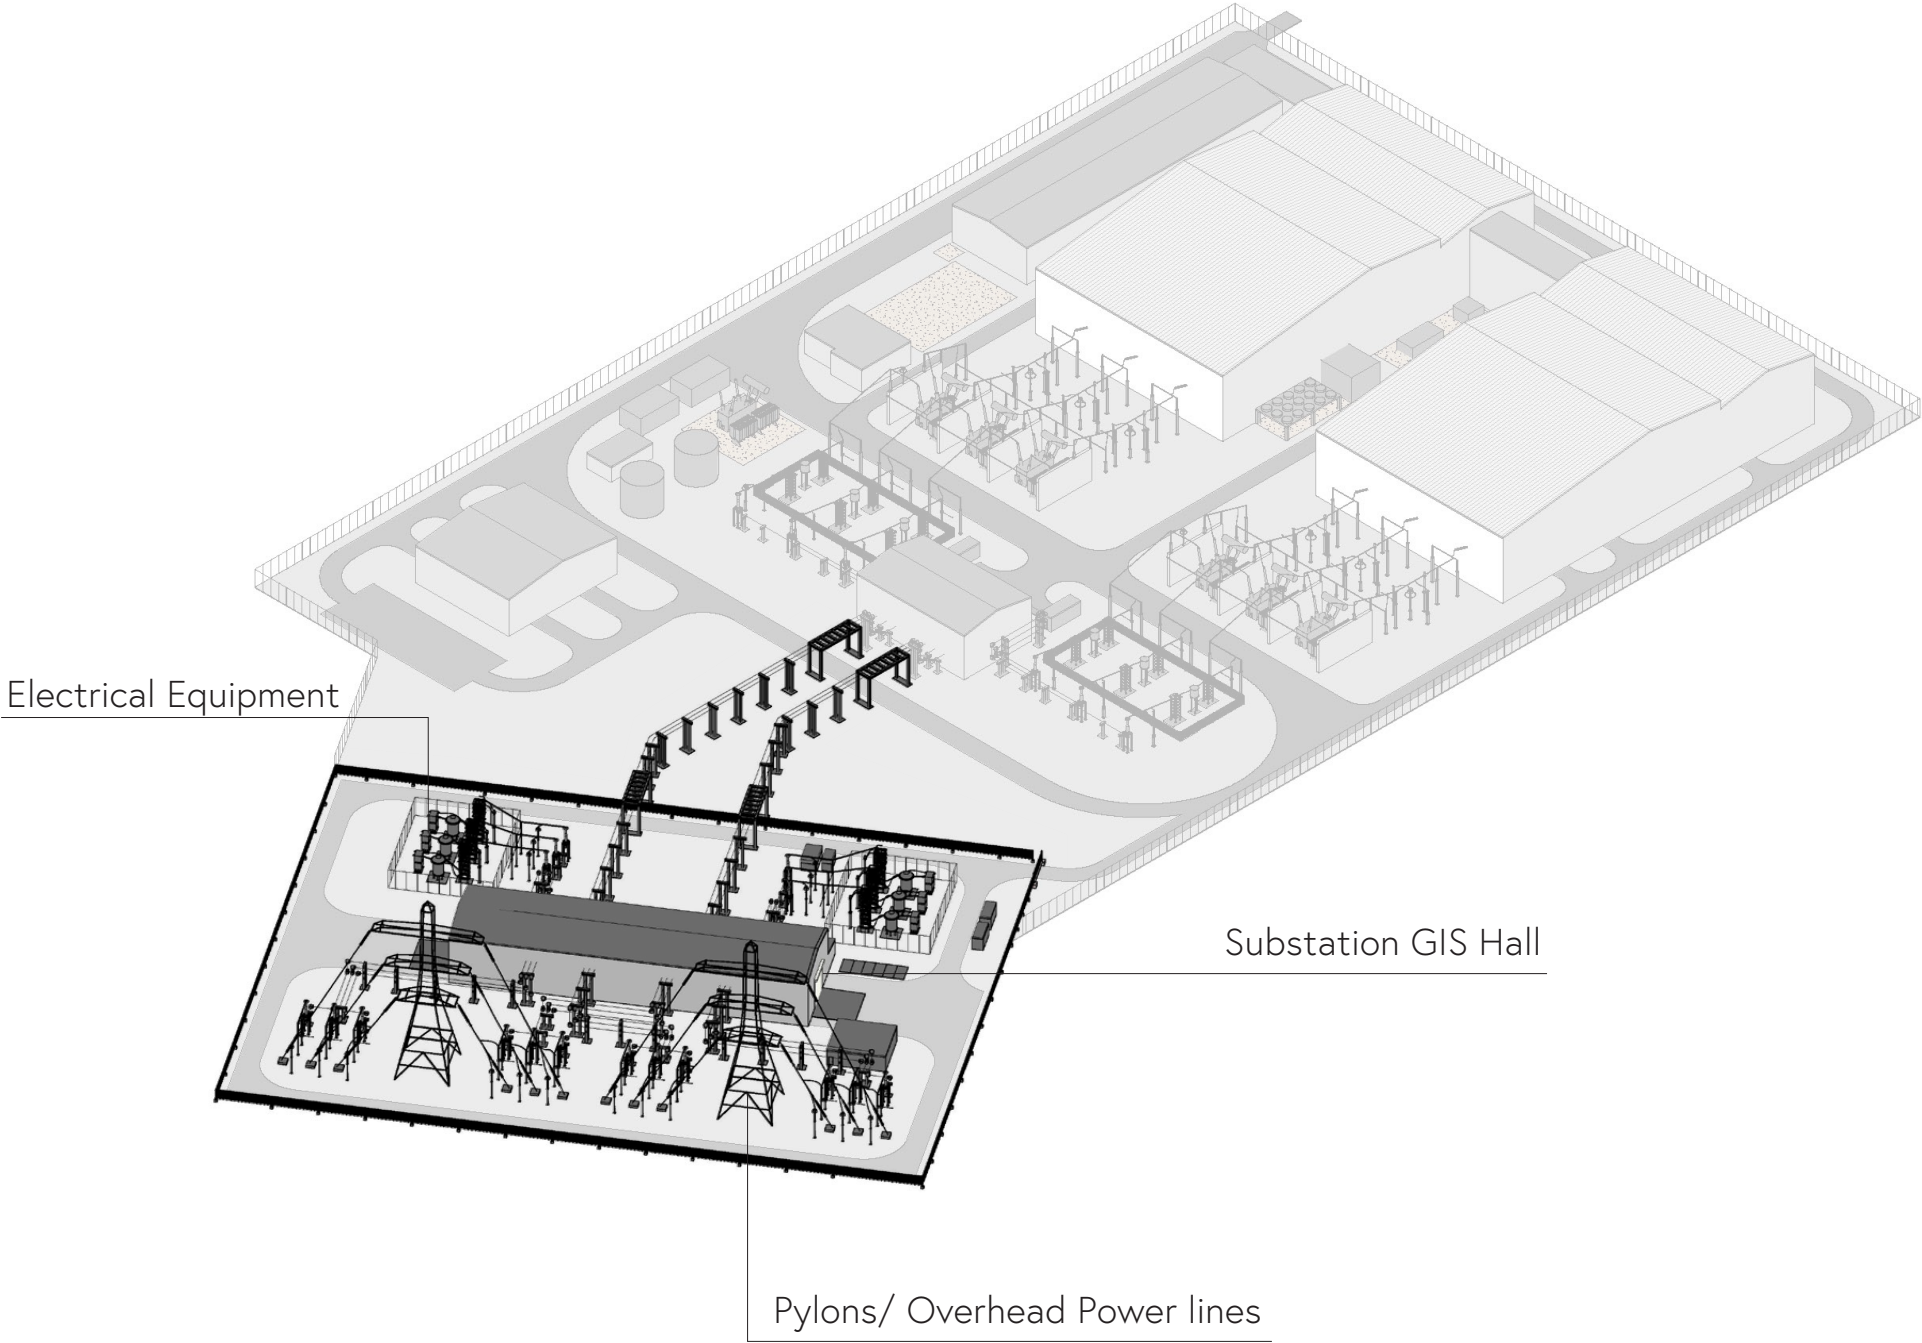 Electrical Equipment
Substation GIS Hall
Pylons/ Overhead Power lines